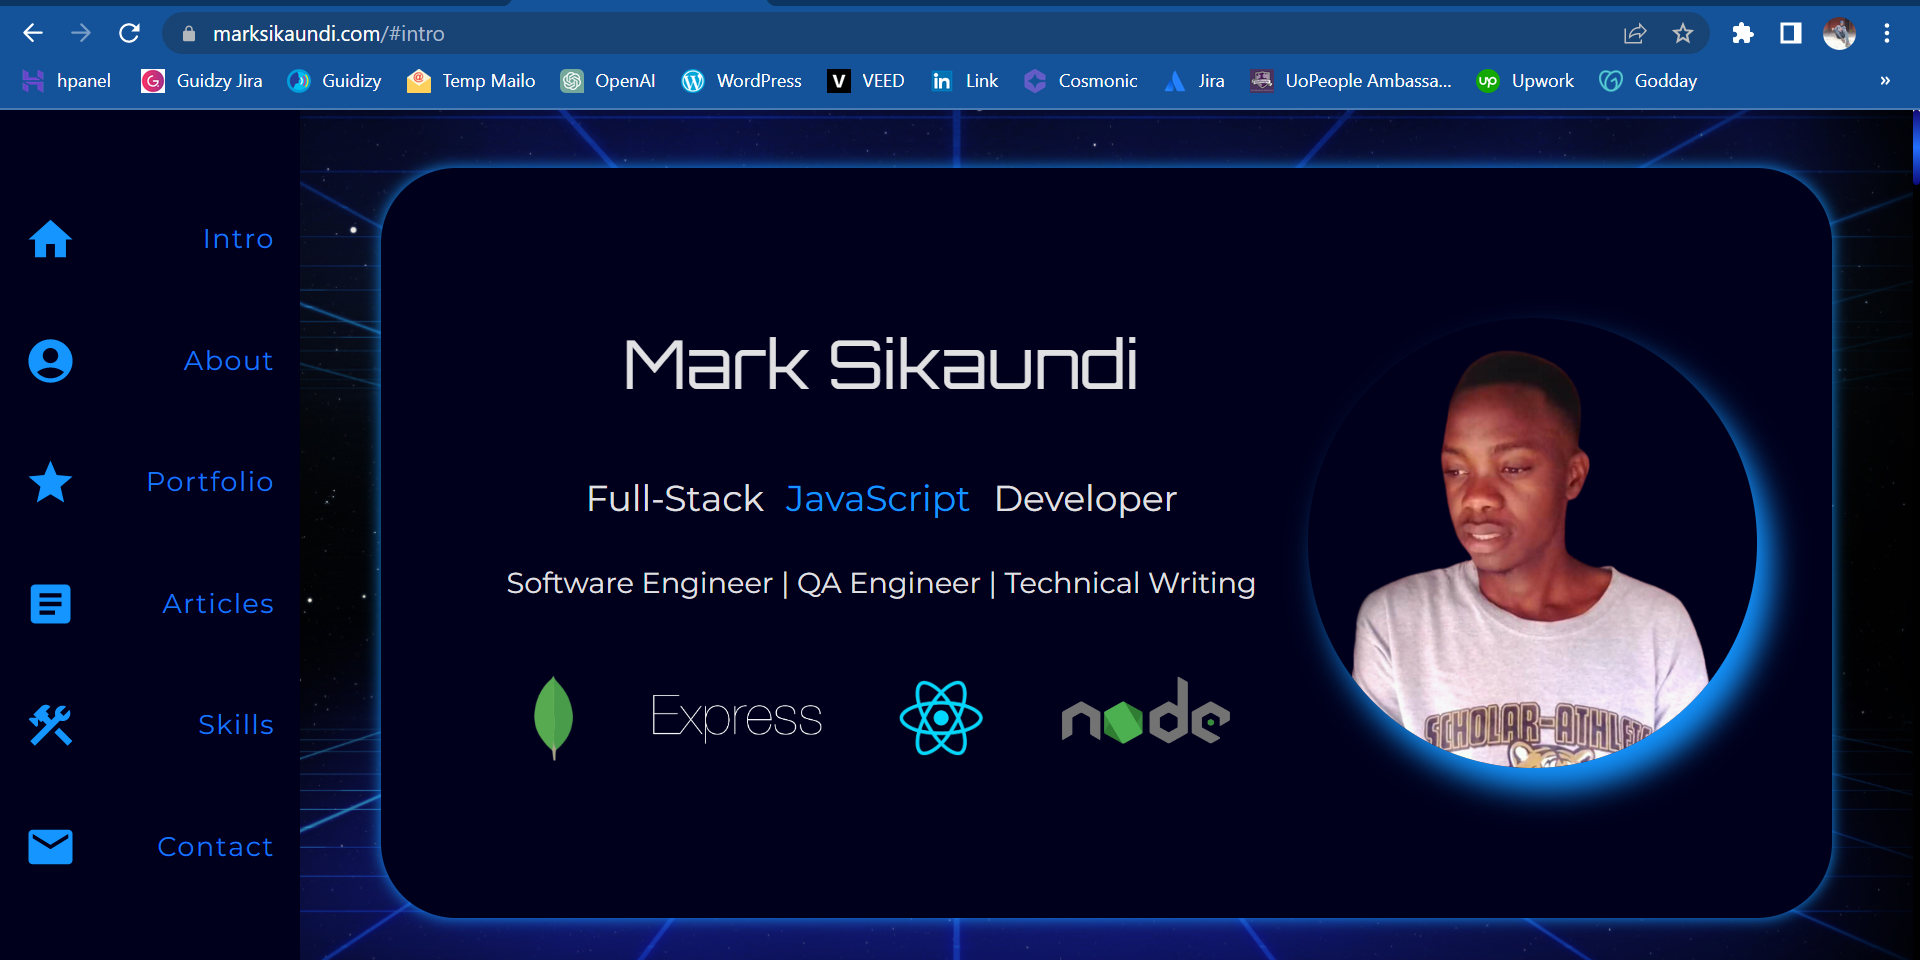 marksikaundi.com/#intro
hpanel Guidzy Jira Guidizy Temp Mailo OpenAI WordPress V VEED in Link Cosmonic Jira UoPeople Ambassa... up Upwork Godday »
Intro
About
Portfolio
Articles
Skills
Contact
Mark Sikaundi
Full-Stack JavaScript Developer
Software Engineer | QA Engineer | Technical Writing
Express node
SCHOLAR-ATHLETE